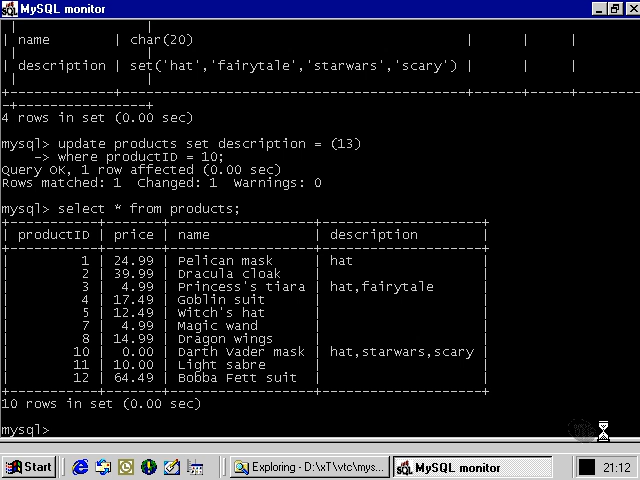 MySQL monitor
| name | char(20) | | | |
| description | set('hat','fairytale','starwars','scary') | | | |
4 rows in set (0.00 sec)
mysql> update products set description = (13)
-> where productID = 10;
Query OK, 1 row affected (0.00 sec)
Rows matched: 1 Changed: 1 Warnings: 0
mysql> select * from products;
| productID | price | name | description |
| 1 | 24.99 | Pelican mask | hat |
| 2 | 39.99 | Dracula cloak | |
| 3 | 4.99 | Princess's tiara | hat,fairytale |
| 4 | 17.49 | Goblin suit | |
| 5 | 12.49 | Witch's hat | |
| 7 | 4.99 | Magic wand | |
| 8 | 14.99 | Dragon wings | |
| 10 | 0.00 | Darth Vader mask | hat,starwars,scary |
| 11 | 10.00 | Light sabre | |
| 12 | 64.49 | Bobba Fett suit | |
10 rows in set (0.00 sec)
mysql>
Start Exploring - D:\xT\vtc\mys... MySQL monitor 21:12